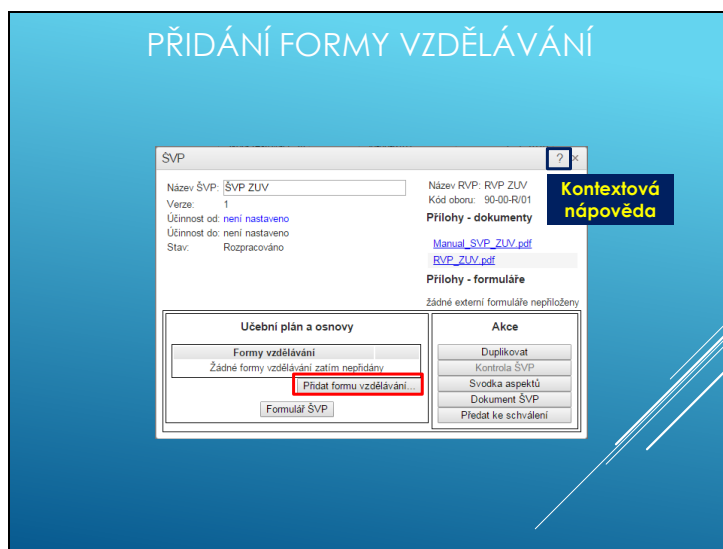 PŘIDÁNÍ FORMY VZDĚLÁVÁNÍ
ŠVP ? ×
Kontextová
nápověda
Název ŠVP: ŠVP ZUV
Verze: 1
Účinnost od: není nastaveno
Účinnost do: není nastaveno
Stav: Rozpracováno
Název RVP: RVP ZUV
Kód oboru: 90-00-R/01
Přílohy - dokumenty
Manual_SVP_ZUV.pdf
RVP_ZUV.pdf
Přílohy - formuláře
žádné externí formuláře nepřiloženy
Učební plán a osnovy
Formy vzdělávání
Žádné formy vzdělávání zatím nepřidány
Přidat formu vzdělávání...
Formulář ŠVP
Akce
Duplikovat
Kontrola ŠVP
Svodka aspektů
Dokument ŠVP
Předat ke schválení